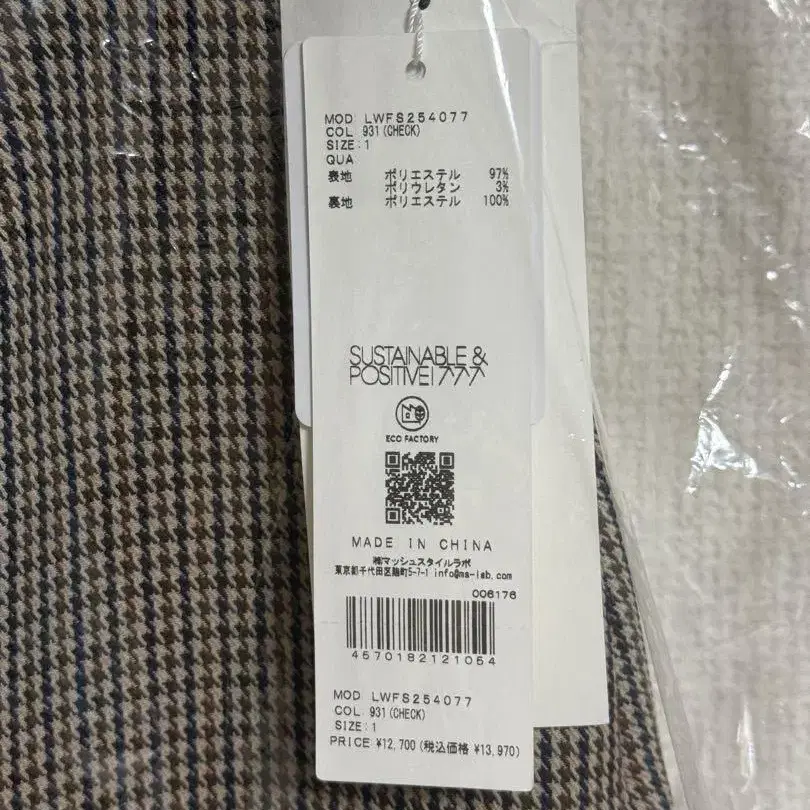 MOD LWFS254077
COL 931(CHECK)
SIZE:1
QUA
表地 ポリエステル 97%
ポリウレタン 3%
裏地 ポリエステル 100%
SUSTAINABLE &
POSITIVE! 777
ECO FACTORY
MADE IN CHINA
㈱マッシュスタイルラボ
東京都千代田区麹町5-7-1 info@ms-lab.com
006176
4570182121054
MOD LWFS254077
COL 931(CHECK)
SIZE:1
PRICE ¥12,700(税込価格 ¥13,970)